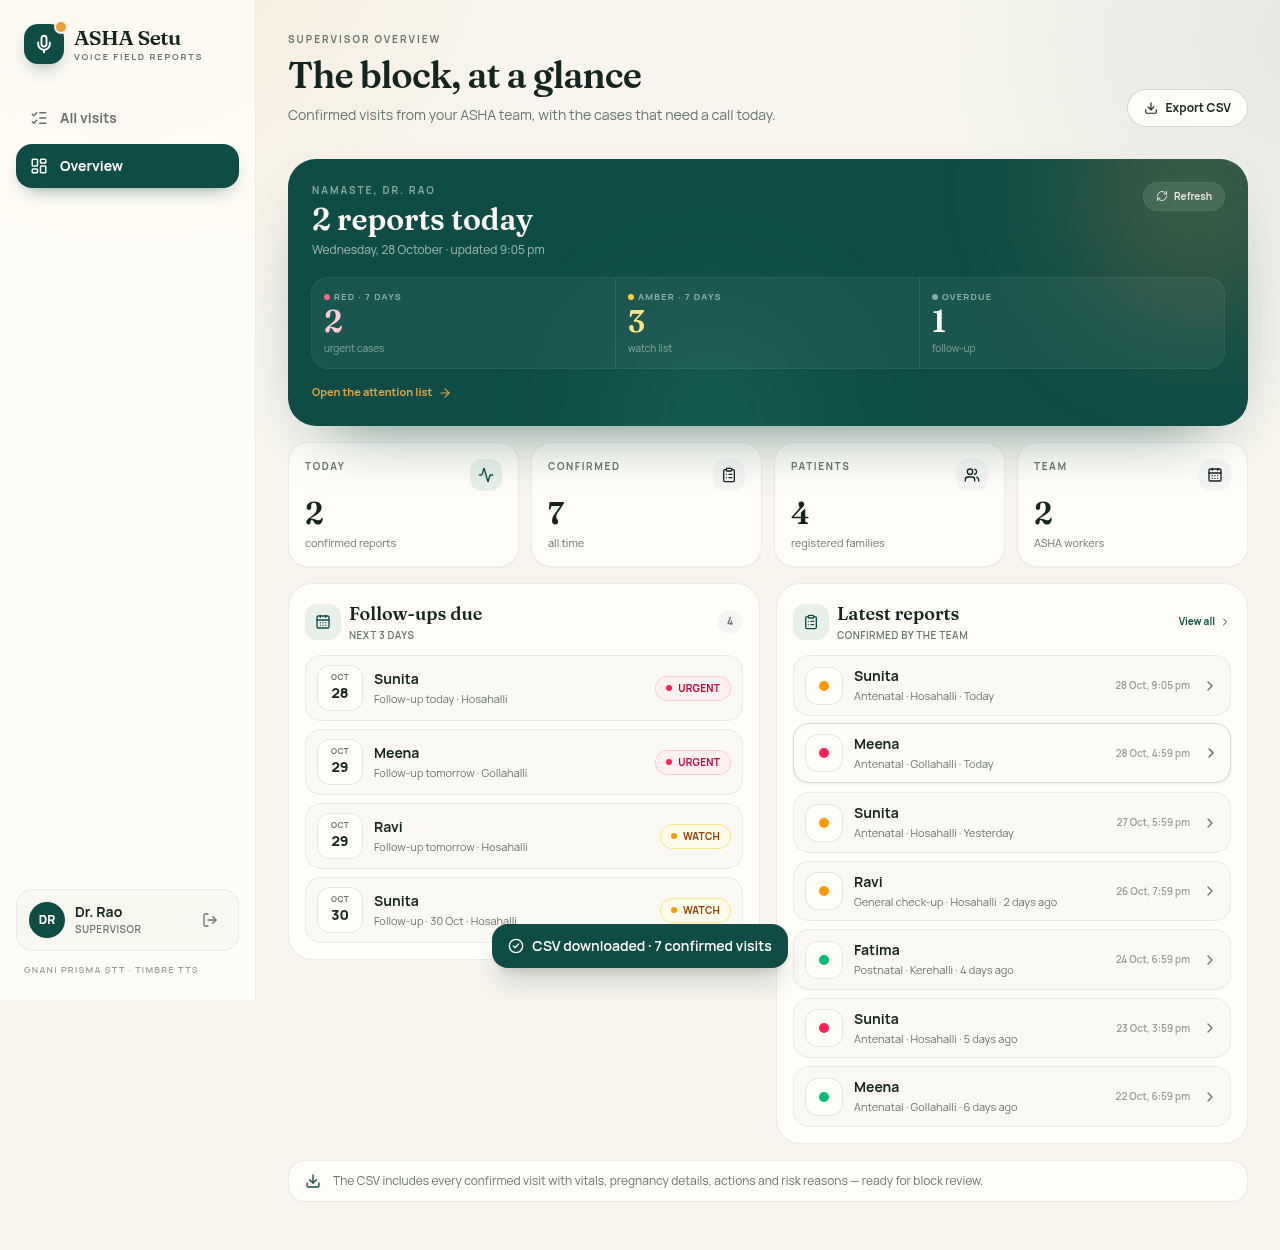 ASHA Setu
VOICE FIELD REPORTS
All visits
Overview
DR
Dr. Rao
SUPERVISOR
GNANI PRISMA STT · TIMBRE TTS
SUPERVISOR OVERVIEW
The block, at a glance
Confirmed visits from your ASHA team, with the cases that need a call today.
Export CSV
NAMASTE, DR. RAO
2 reports today
Wednesday, 28 October · updated 9:05 pm
Refresh
RED · 7 DAYS
2
urgent cases
AMBER · 7 DAYS
3
watch list
OVERDUE
1
follow-up
Open the attention list
TODAY
2
confirmed reports
CONFIRMED
7
all time
PATIENTS
4
registered families
TEAM
2
ASHA workers
Follow-ups due
NEXT 3 DAYS
4
OCT
28
Sunita
Follow-up today · Hosahalli
URGENT
OCT
29
Meena
Follow-up tomorrow · Gollahalli
URGENT
OCT
29
Ravi
Follow-up tomorrow · Hosahalli
WATCH
OCT
30
Sunita
Follow-up · 30 Oct · Hosahalli
WATCH
CSV downloaded · 7 confirmed visits
Latest reports
CONFIRMED BY THE TEAM
View all
Sunita
Antenatal · Hosahalli · Today
28 Oct, 9:05 pm
Meena
Antenatal · Gollahalli · Today
28 Oct, 4:59 pm
Sunita
Antenatal · Hosahalli · Yesterday
27 Oct, 5:59 pm
Ravi
General check-up · Hosahalli · 2 days ago
26 Oct, 7:59 pm
Fatima
Postnatal · Kerehalli · 4 days ago
24 Oct, 6:59 pm
Sunita
Antenatal · Hosahalli · 5 days ago
23 Oct, 3:59 pm
Meena
Antenatal · Gollahalli · 6 days ago
22 Oct, 6:59 pm
The CSV includes every confirmed visit with vitals, pregnancy details, actions and risk reasons — ready for block review.